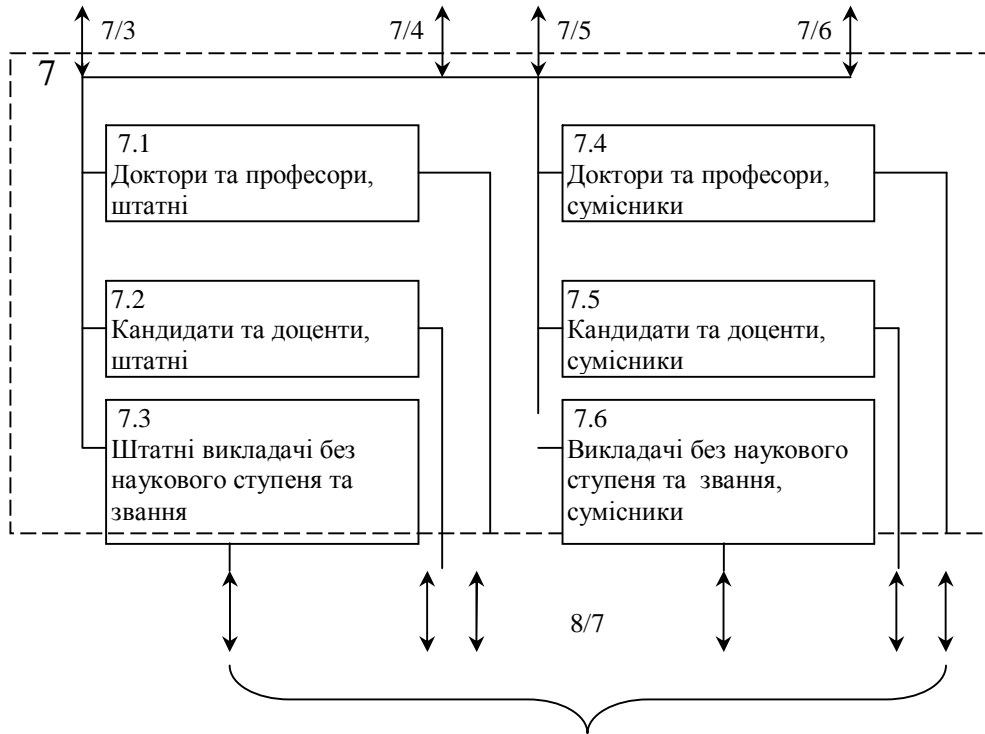 7/3
7/4
7/5
7/6
7
7.1
Доктори та професори,
штатні
7.4
Доктори та професори,
сумісники
7.2
Кандидати та доценти,
штатні
7.5
Кандидати та доценти,
сумісники
7.3
Штатні викладачі без
наукового ступеня та
звання
7.6
Викладачі без наукового
ступеня та звання,
сумісники
8/7